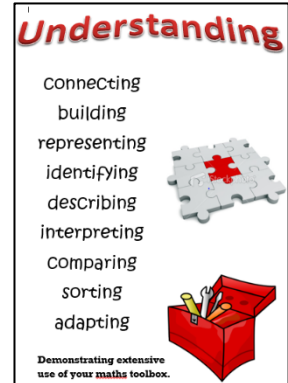 Understanding
connecting
building
representing
identifying
describing
interpreting
comparing
sorting
adapting
Demonstrating extensive
use of your maths toolbox.